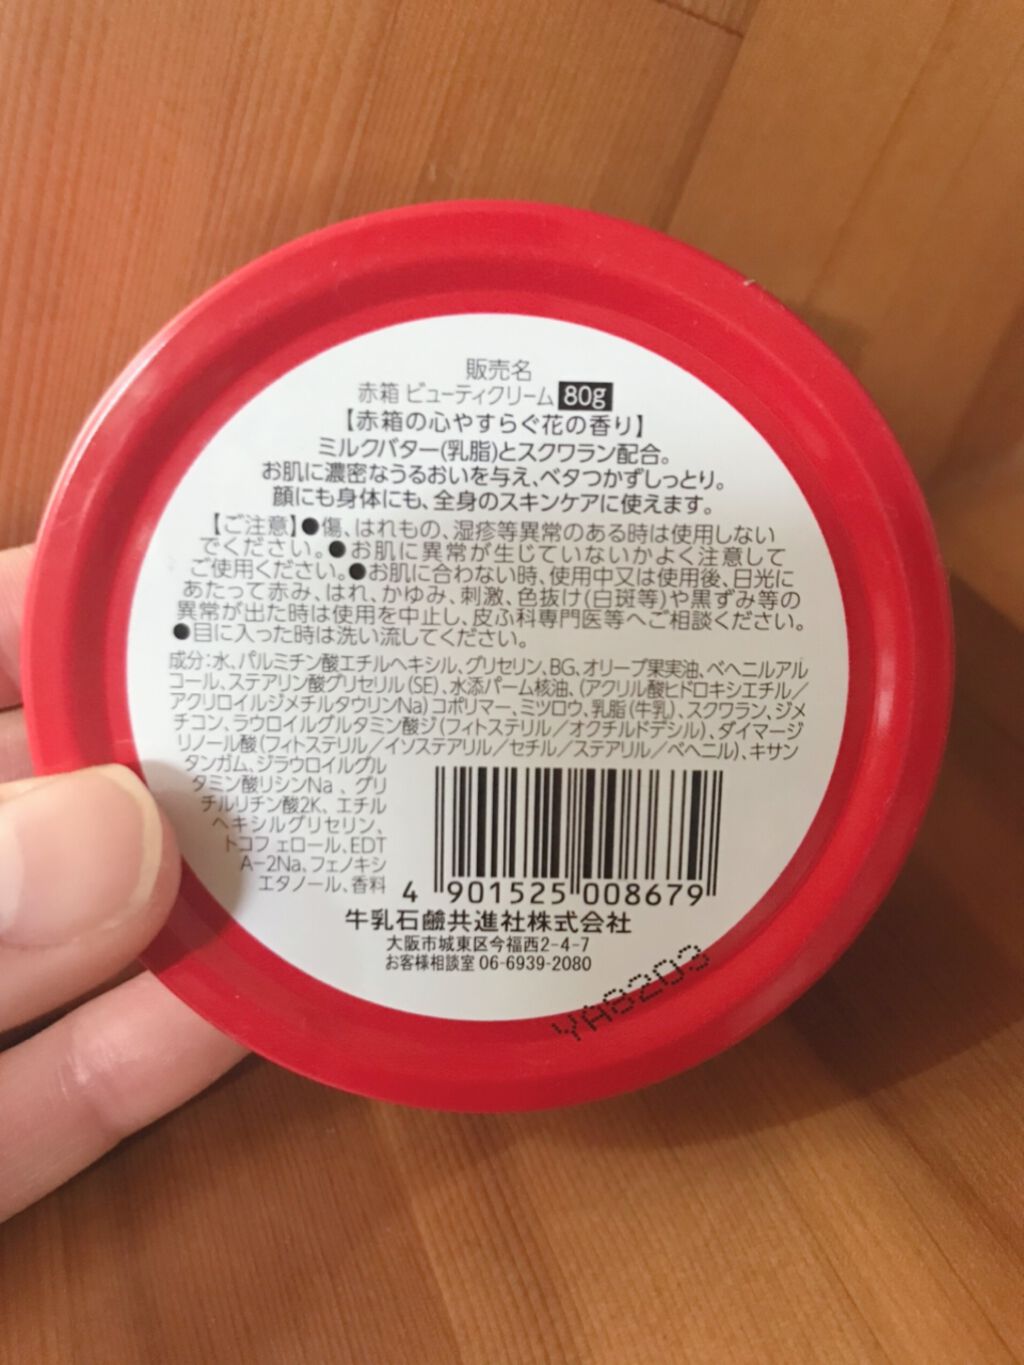 販売名
赤箱 ビューティクリーム 80g
【赤箱の心やすらぐ花の香り】
ミルクバター(乳脂)とスクワラン配合。
お肌に濃密なうるおいを与え、ベタつかずしっとり。
顔にも身体にも、全身のスキンケアに使えます。
【ご注意】●傷、はれもの、湿疹等異常のある時は使用しない
でください。●お肌に異常が生じていないかよく注意して
ご使用ください。●お肌に合わない時、使用中又は使用後、日光に
あたって赤み、はれ、かゆみ、刺激、色抜け(白斑等)や黒ずみ等の
異常が出た時は使用を中止し、皮ふ科専門医等へご相談ください。
●目に入った時は洗い流してください。
成分:水、パルミチン酸エチルヘキシル、グリセリン、BG、オリーブ果実油、ベヘニルアル
コール、ステアリン酸グリセリル(SE)、水添パーム核油、(アクリル酸ヒドロキシエチル/
アクリロイルジメチルタウリンNa)コポリマー、ミツロウ、乳脂(牛乳)、スクワラン、ジメ
チコン、ラウロイルグルタミン酸ジ(フィトステリル/オクチルドデシル)、ダイマージ
リノール酸(フィトステリル/イソステアリル/セチル/ステアリル/ベヘニル)、キサン
タンガム、ジラウロイルグル
タミン酸リシンNa、グリ
チルリチン酸2K、エチル
ヘキシルグリセリン、
トコフェロール、EDT
A-2Na、フェノキシ
エタノール、香料
4 901525 008679
牛乳石鹼共進社株式会社
大阪市城東区今福西2-4-7
お客様相談室 06-6939-2080
YA8203